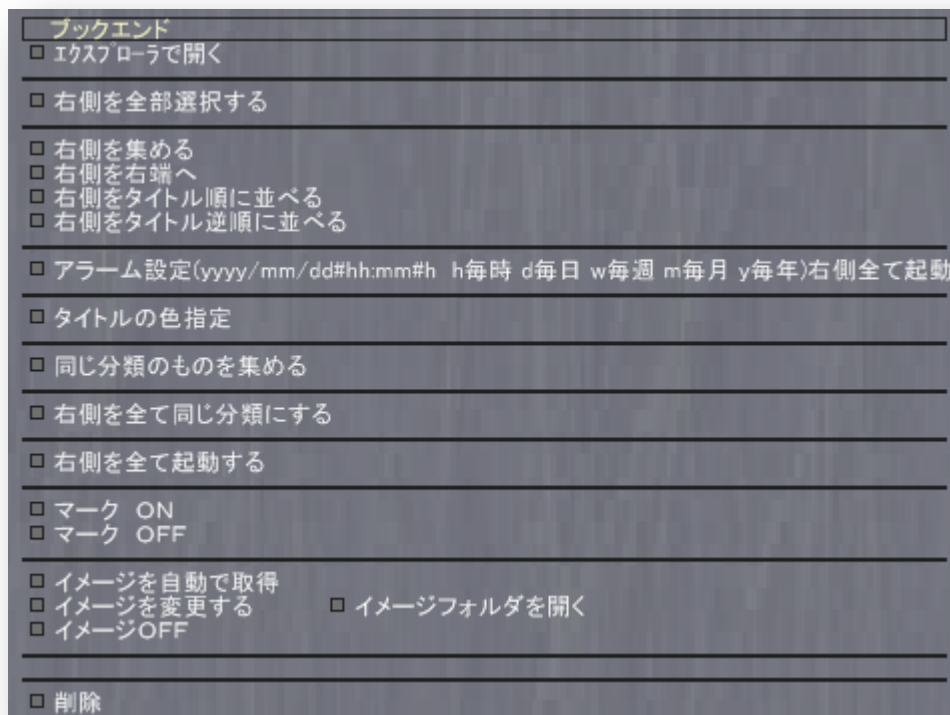 ブックエンド
エクスプローラで開く
右側を全部選択する
右側を集める
右側を右端へ
右側をタイトル順に並べる
右側をタイトル逆順に並べる
アラーム設定(yyyy/mm/dd#hh:mm#h h毎時 d毎日 w毎週 m毎月 y毎年)右側全て起動
タイトルの色指定
同じ分類のものを集める
右側を全て同じ分類にする
右側を全て起動する
マーク ON
マーク OFF
イメージを自動で取得
イメージを変更する イメージフォルダを開く
イメージOFF
削除